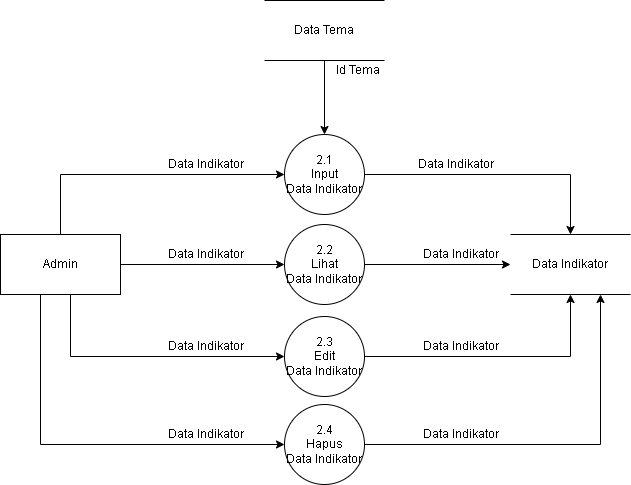 Data Tema
Id Tema
Data Indikator
2.1
Input
Data Indikator
Data Indikator
Data Indikator
2.2
Lihat
Data Indikator
Data Indikator
Admin
Data Indikator
Data Indikator
2.3
Edit
Data Indikator
Data Indikator
Data Indikator
2.4
Hapus
Data Indikator
Data Indikator